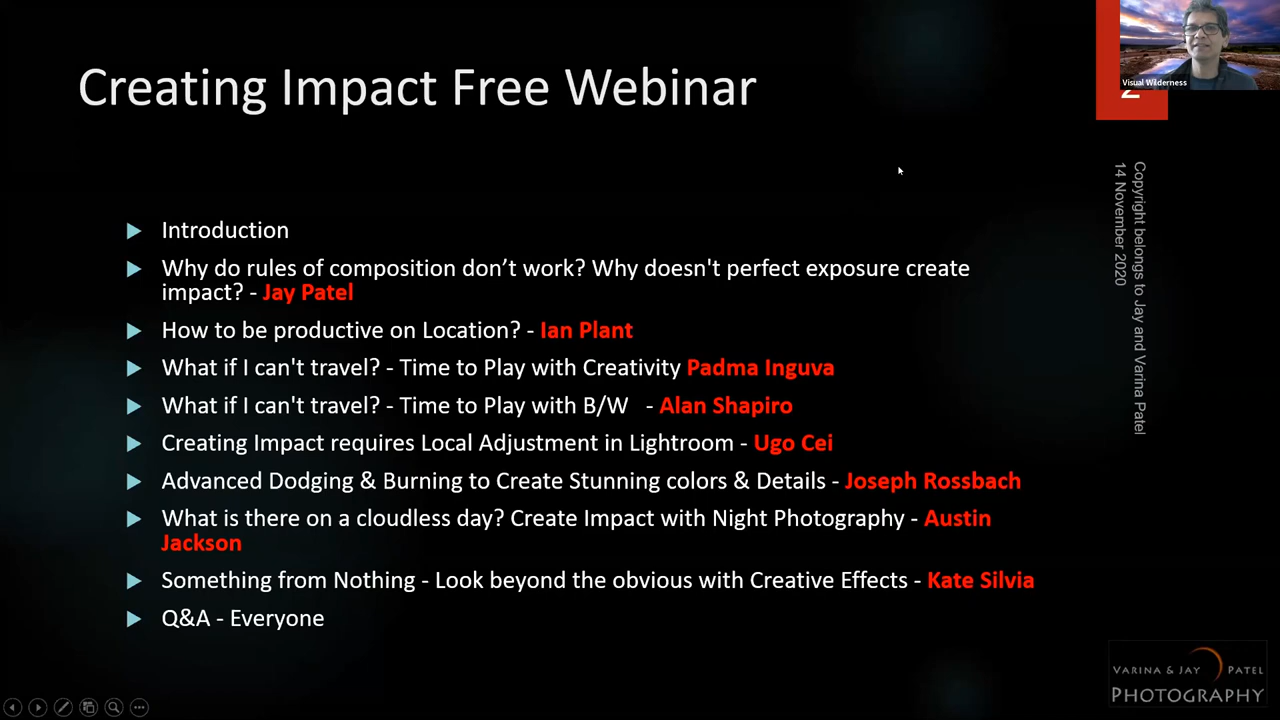 Creating Impact Free Webinar
Visual Wilderness
2
Introduction
Why do rules of composition don’t work? Why doesn't perfect exposure create
impact? - Jay Patel
How to be productive on Location? - Ian Plant
What if I can't travel? - Time to Play with Creativity Padma Inguva
What if I can't travel? - Time to Play with B/W - Alan Shapiro
Creating Impact requires Local Adjustment in Lightroom - Ugo Cei
Advanced Dodging & Burning to Create Stunning colors & Details - Joseph Rossbach
What is there on a cloudless day? Create Impact with Night Photography - Austin
Jackson
Something from Nothing - Look beyond the obvious with Creative Effects - Kate Silvia
Q&A - Everyone
Copyright belongs to Jay and Varina Patel
14 November 2020
VARINA & JAY PATEL
PHOTOGRAPHY